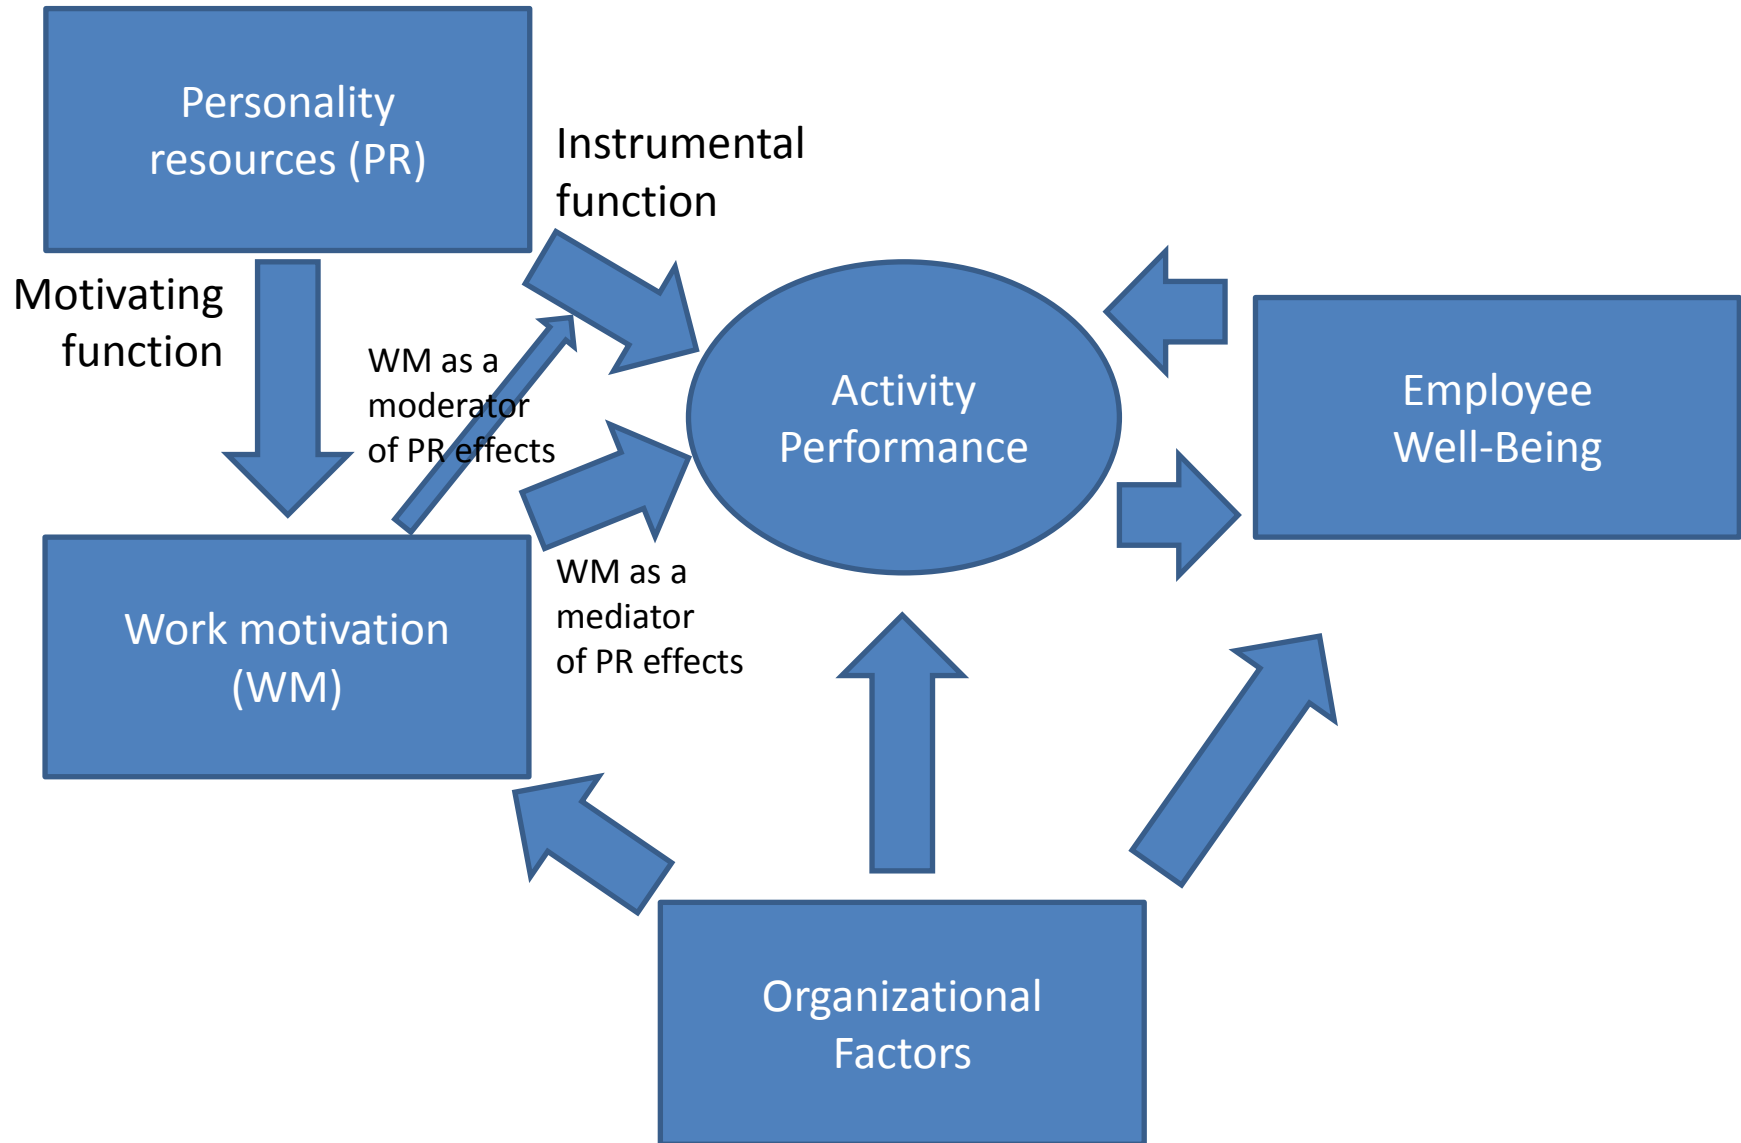 Personality
resources (PR)
Instrumental
function
Motivating
function
WM as a
moderator
of PR effects
Activity
Performance
Employee
Well-Being
WM as a
mediator
of PR effects
Work motivation
(WM)
Organizational
Factors